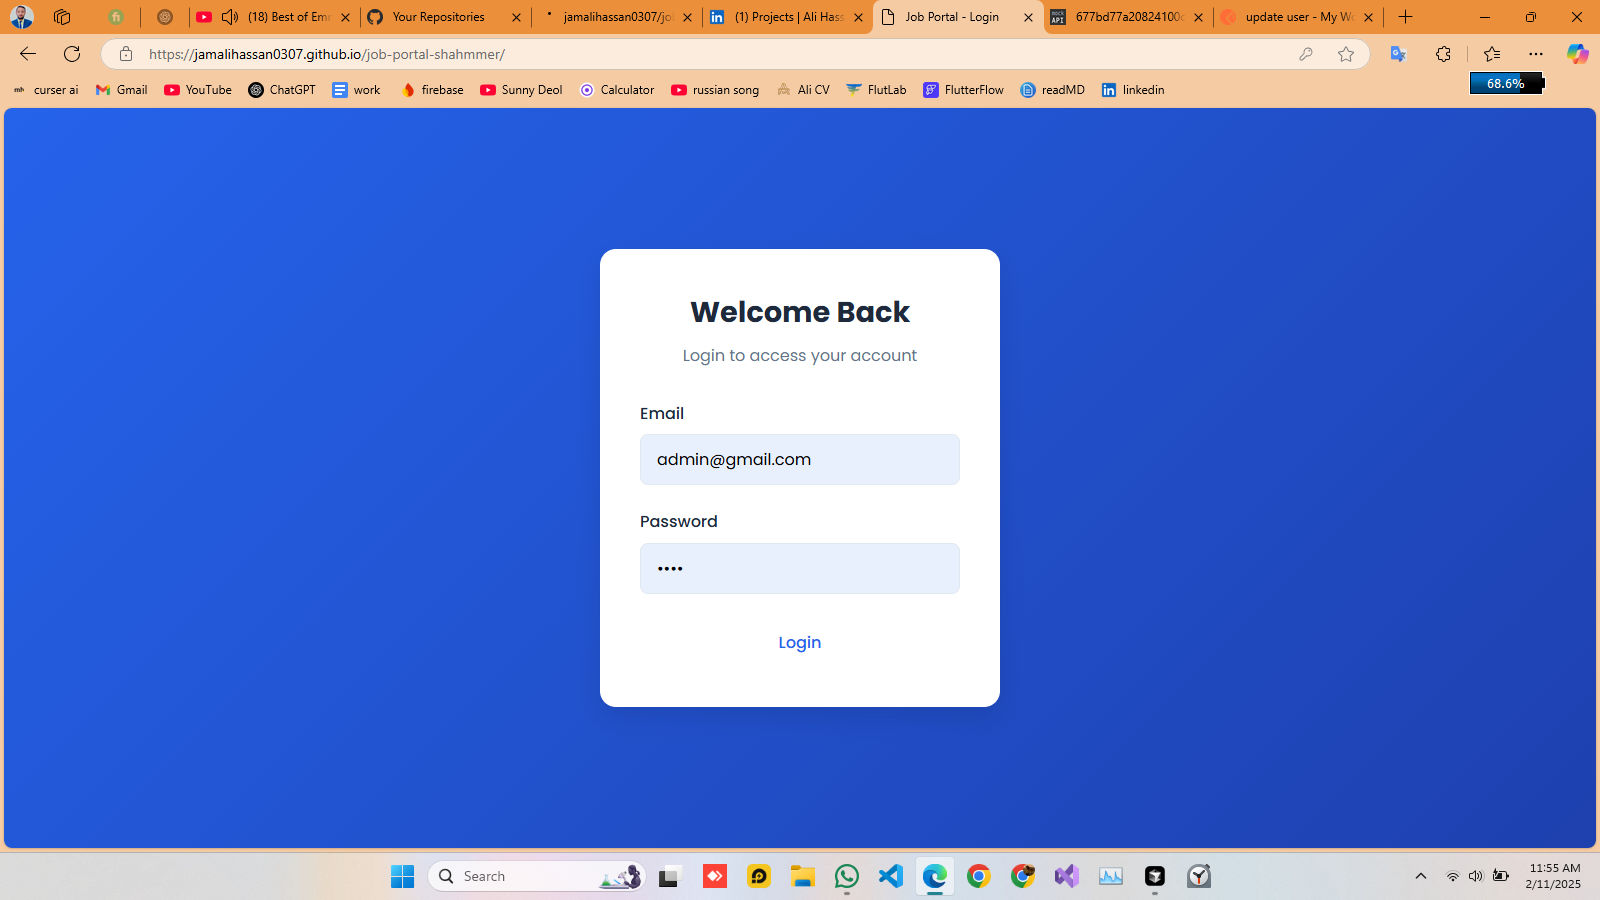 (18) Best of Emr
Your Repositories
jamalihassan0307/jo
(1) Projects | Ali Hass
Job Portal - Login
677bd77a20824100
update user - My Wo
https://jamalihassan0307.github.io/job-portal-shahmmer/
curser ai
Gmail
YouTube
ChatGPT
work
firebase
Sunny Deol
Calculator
russian song
Ali CV
FlutLab
FlutterFlow
readMD
linkedin
68.6%
Welcome Back
Login to access your account
Email
admin@gmail.com
Password
••••
Login
Search
11:55 AM
2/11/2025